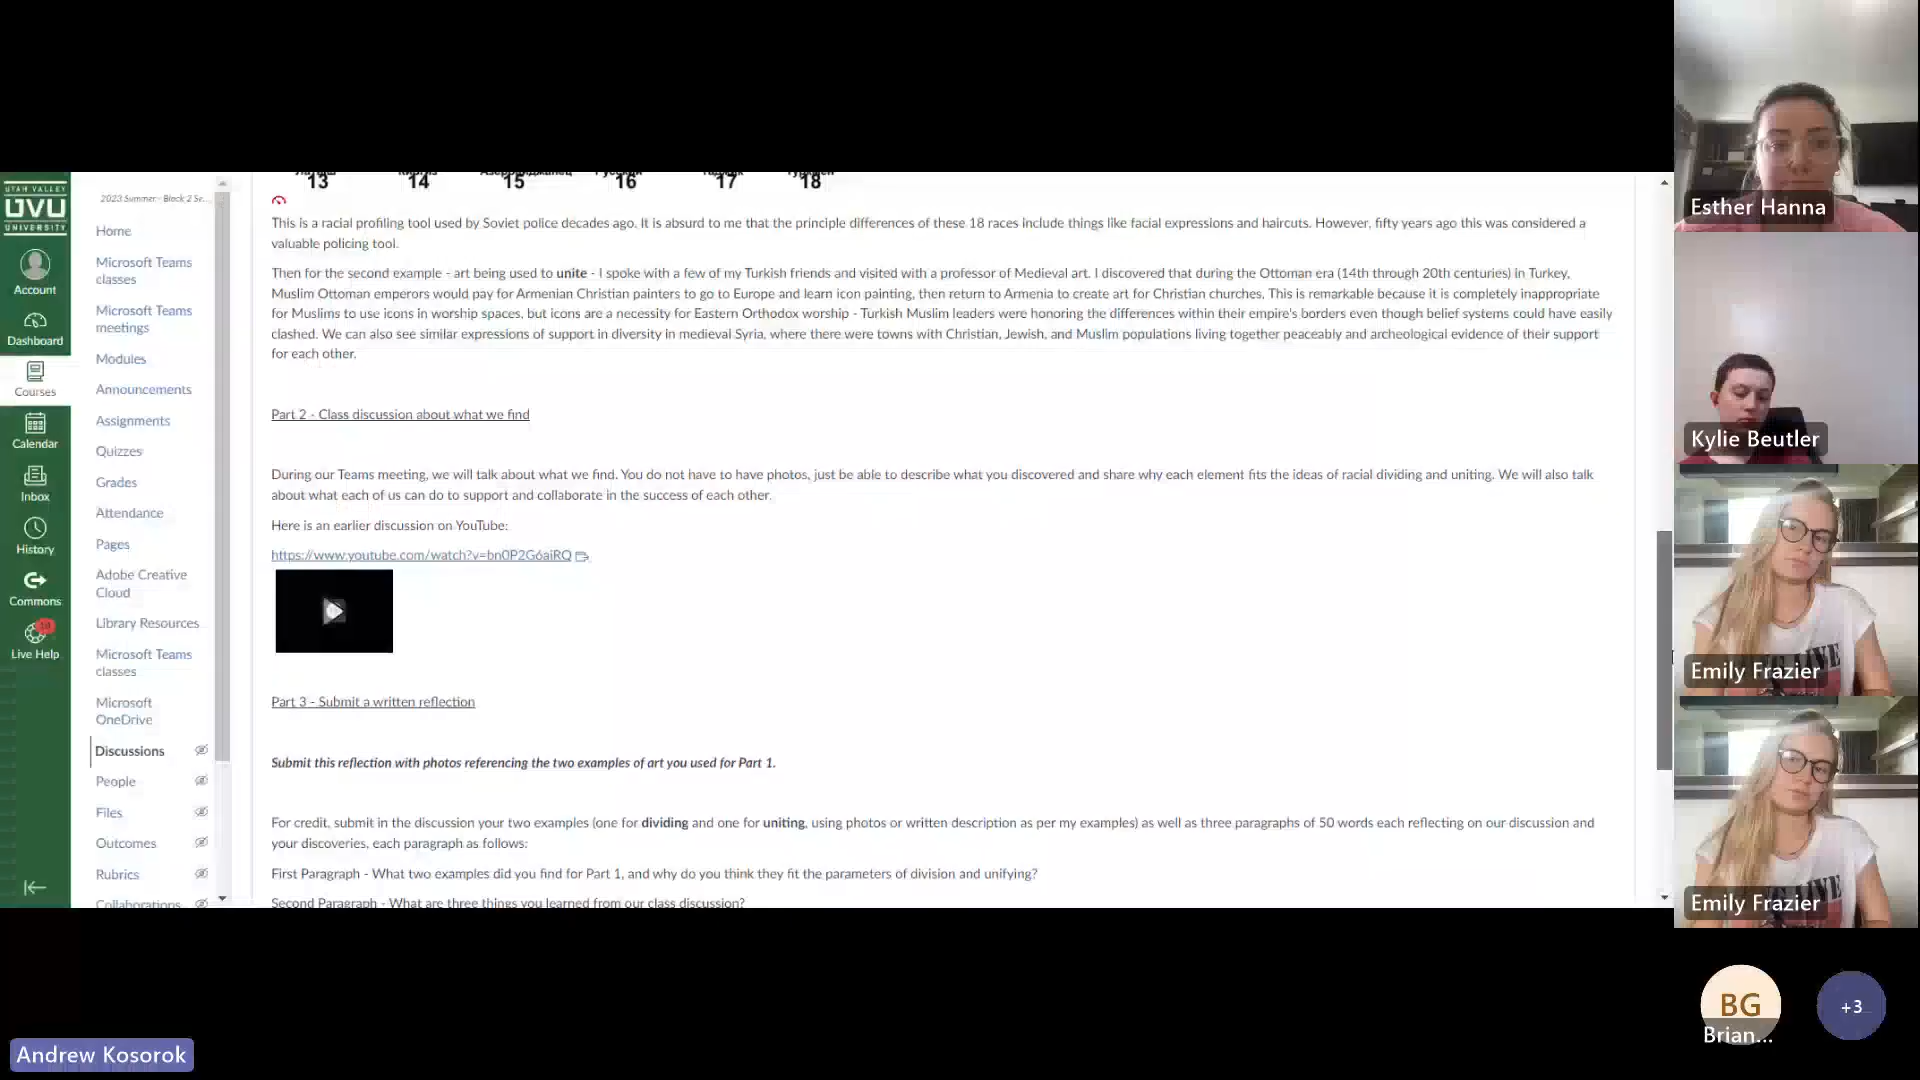 13 14 15 16 17 18
This is a racial profiling tool used by Soviet police decades ago. It is absurd to me that the principle differences of these 18 races include things like facial expressions and haircuts. However, fifty years ago this was considered a
valuable policing tool.
Then for the second example - art being used to unite - I spoke with a few of my Turkish friends and visited with a professor of Medieval art. I discovered that during the Ottoman era (14th through 20th centuries) in Turkey,
Muslim Ottoman emperors would pay for Armenian Christian painters to go to Europe and learn icon painting, then return to Armenia to create art for Christian churches. This is remarkable because it is completely inappropriate
for Muslims to use icons in worship spaces, but icons are a necessity for Eastern Orthodox worship - Turkish Muslim leaders were honoring the differences within their empire's borders even though belief systems could have easily
clashed. We can also see similar expressions of support in diversity in medieval Syria, where there were towns with Christian, Jewish, and Muslim populations living together peaceably and archeological evidence of their support
for each other.
Part 2 - Class discussion about what we find
During our Teams meeting, we will talk about what we find. You do not have to have photos, just be able to describe what you discovered and share why each element fits the ideas of racial dividing and uniting. We will also talk
about what each of us can do to support and collaborate in the success of each other.
Here is an earlier discussion on YouTube:
https://www.youtube.com/watch?v=bn0P2G6aiRQ
Part 3 - Submit a written reflection
Submit this reflection with photos referencing the two examples of art you used for Part 1.
For credit, submit in the discussion your two examples (one for dividing and one for uniting, using photos or written description as per my examples) as well as three paragraphs of 50 words each reflecting on our discussion and
your discoveries, each paragraph as follows:
First Paragraph - What two examples did you find for Part 1, and why do you think they fit the parameters of division and unifying?
Second Paragraph - What are three things you learned from our class discussion?
UTAH VALLEY
UVU
UNIVERSITY
Account
Dashboard
Courses
Calendar
Inbox
History
Commons
10
Live Help
2023 Summer - Block 2 Se...
Home
Microsoft Teams
classes
Microsoft Teams
meetings
Modules
Announcements
Assignments
Quizzes
Grades
Attendance
Pages
Adobe Creative
Cloud
Library Resources
Microsoft Teams
classes
Microsoft
OneDrive
Discussions
People
Files
Outcomes
Rubrics
Collaborations
Esther Hanna
Kylie Beutler
Emily Frazier
Emily Frazier
BG
Brian...
+3
Andrew Kosorok